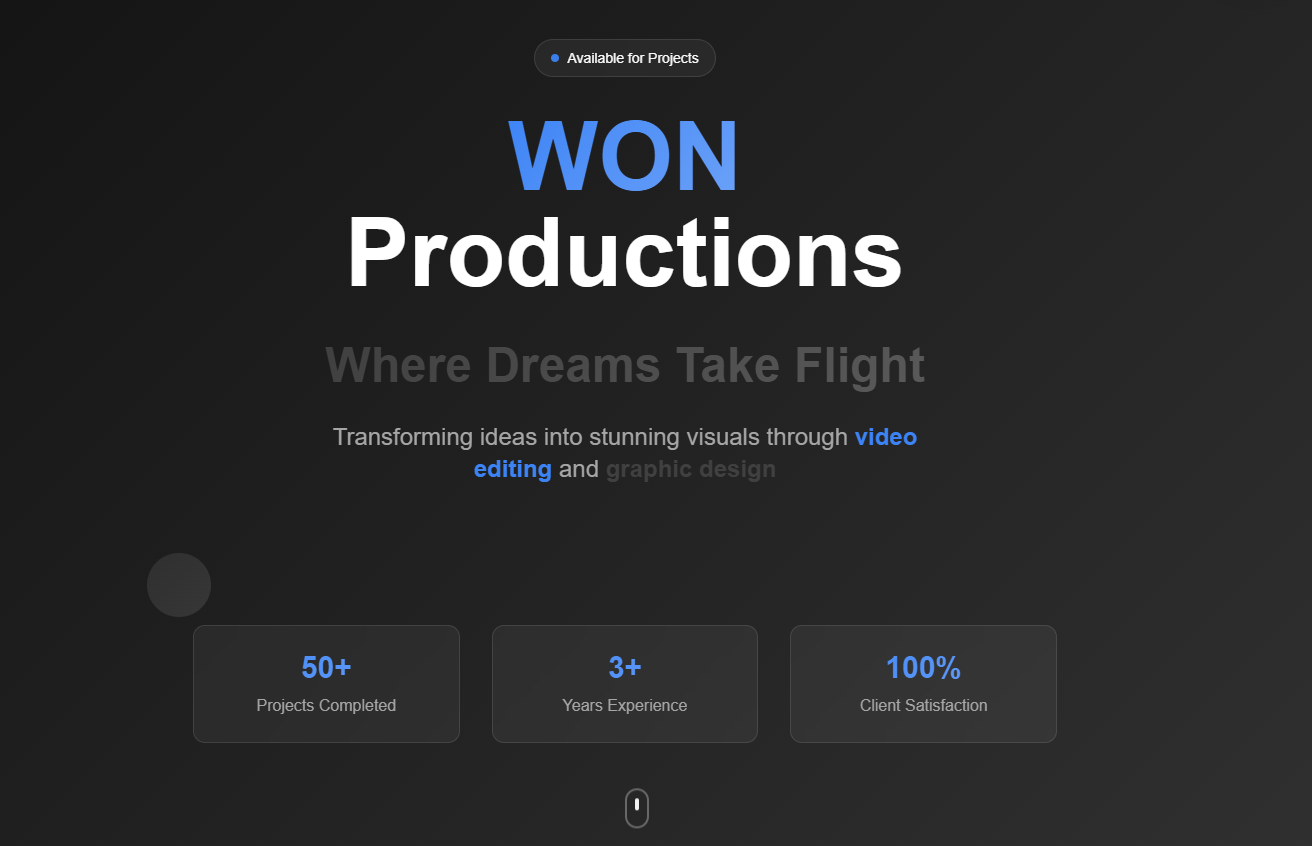 Available for Projects
WON
Productions
Where Dreams Take Flight
Transforming ideas into stunning visuals through video
editing and graphic design
50+
Projects Completed
3+
Years Experience
100%
Client Satisfaction